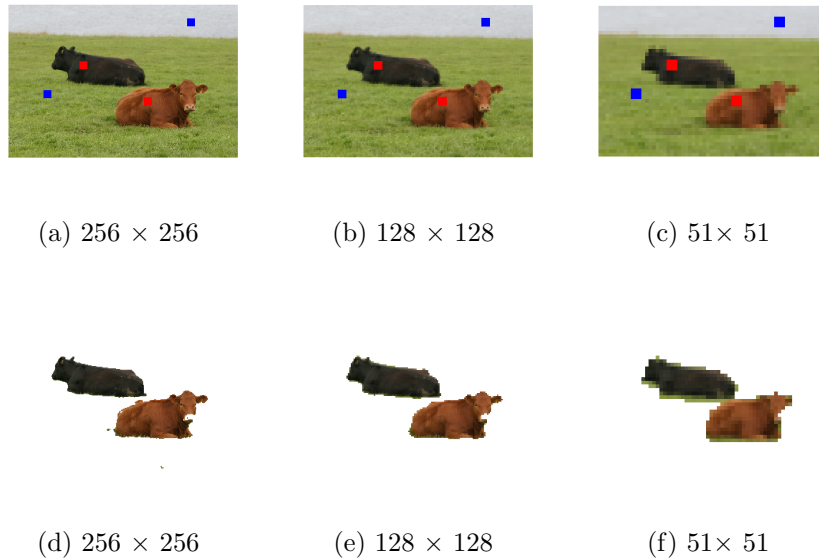 (a) 256 × 256
(b) 128 × 128
(c) 51× 51
(d) 256 × 256
(e) 128 × 128
(f) 51× 51